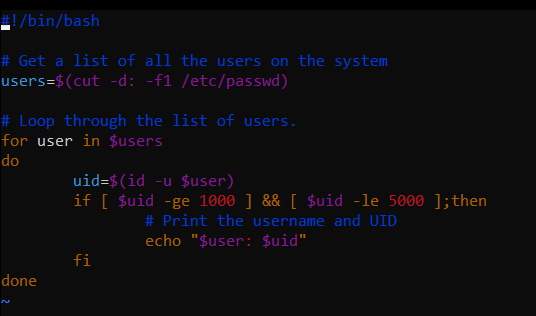 #!/bin/bash
# Get a list of all the users on the system
users=$(cut -d: -f1 /etc/passwd)
# Loop through the list of users.
for user in $users
do
uid=$(id -u $user)
if [ $uid -ge 1000 ] && [ $uid -le 5000 ];then
# Print the username and UID
echo "$user: $uid"
fi
done
~